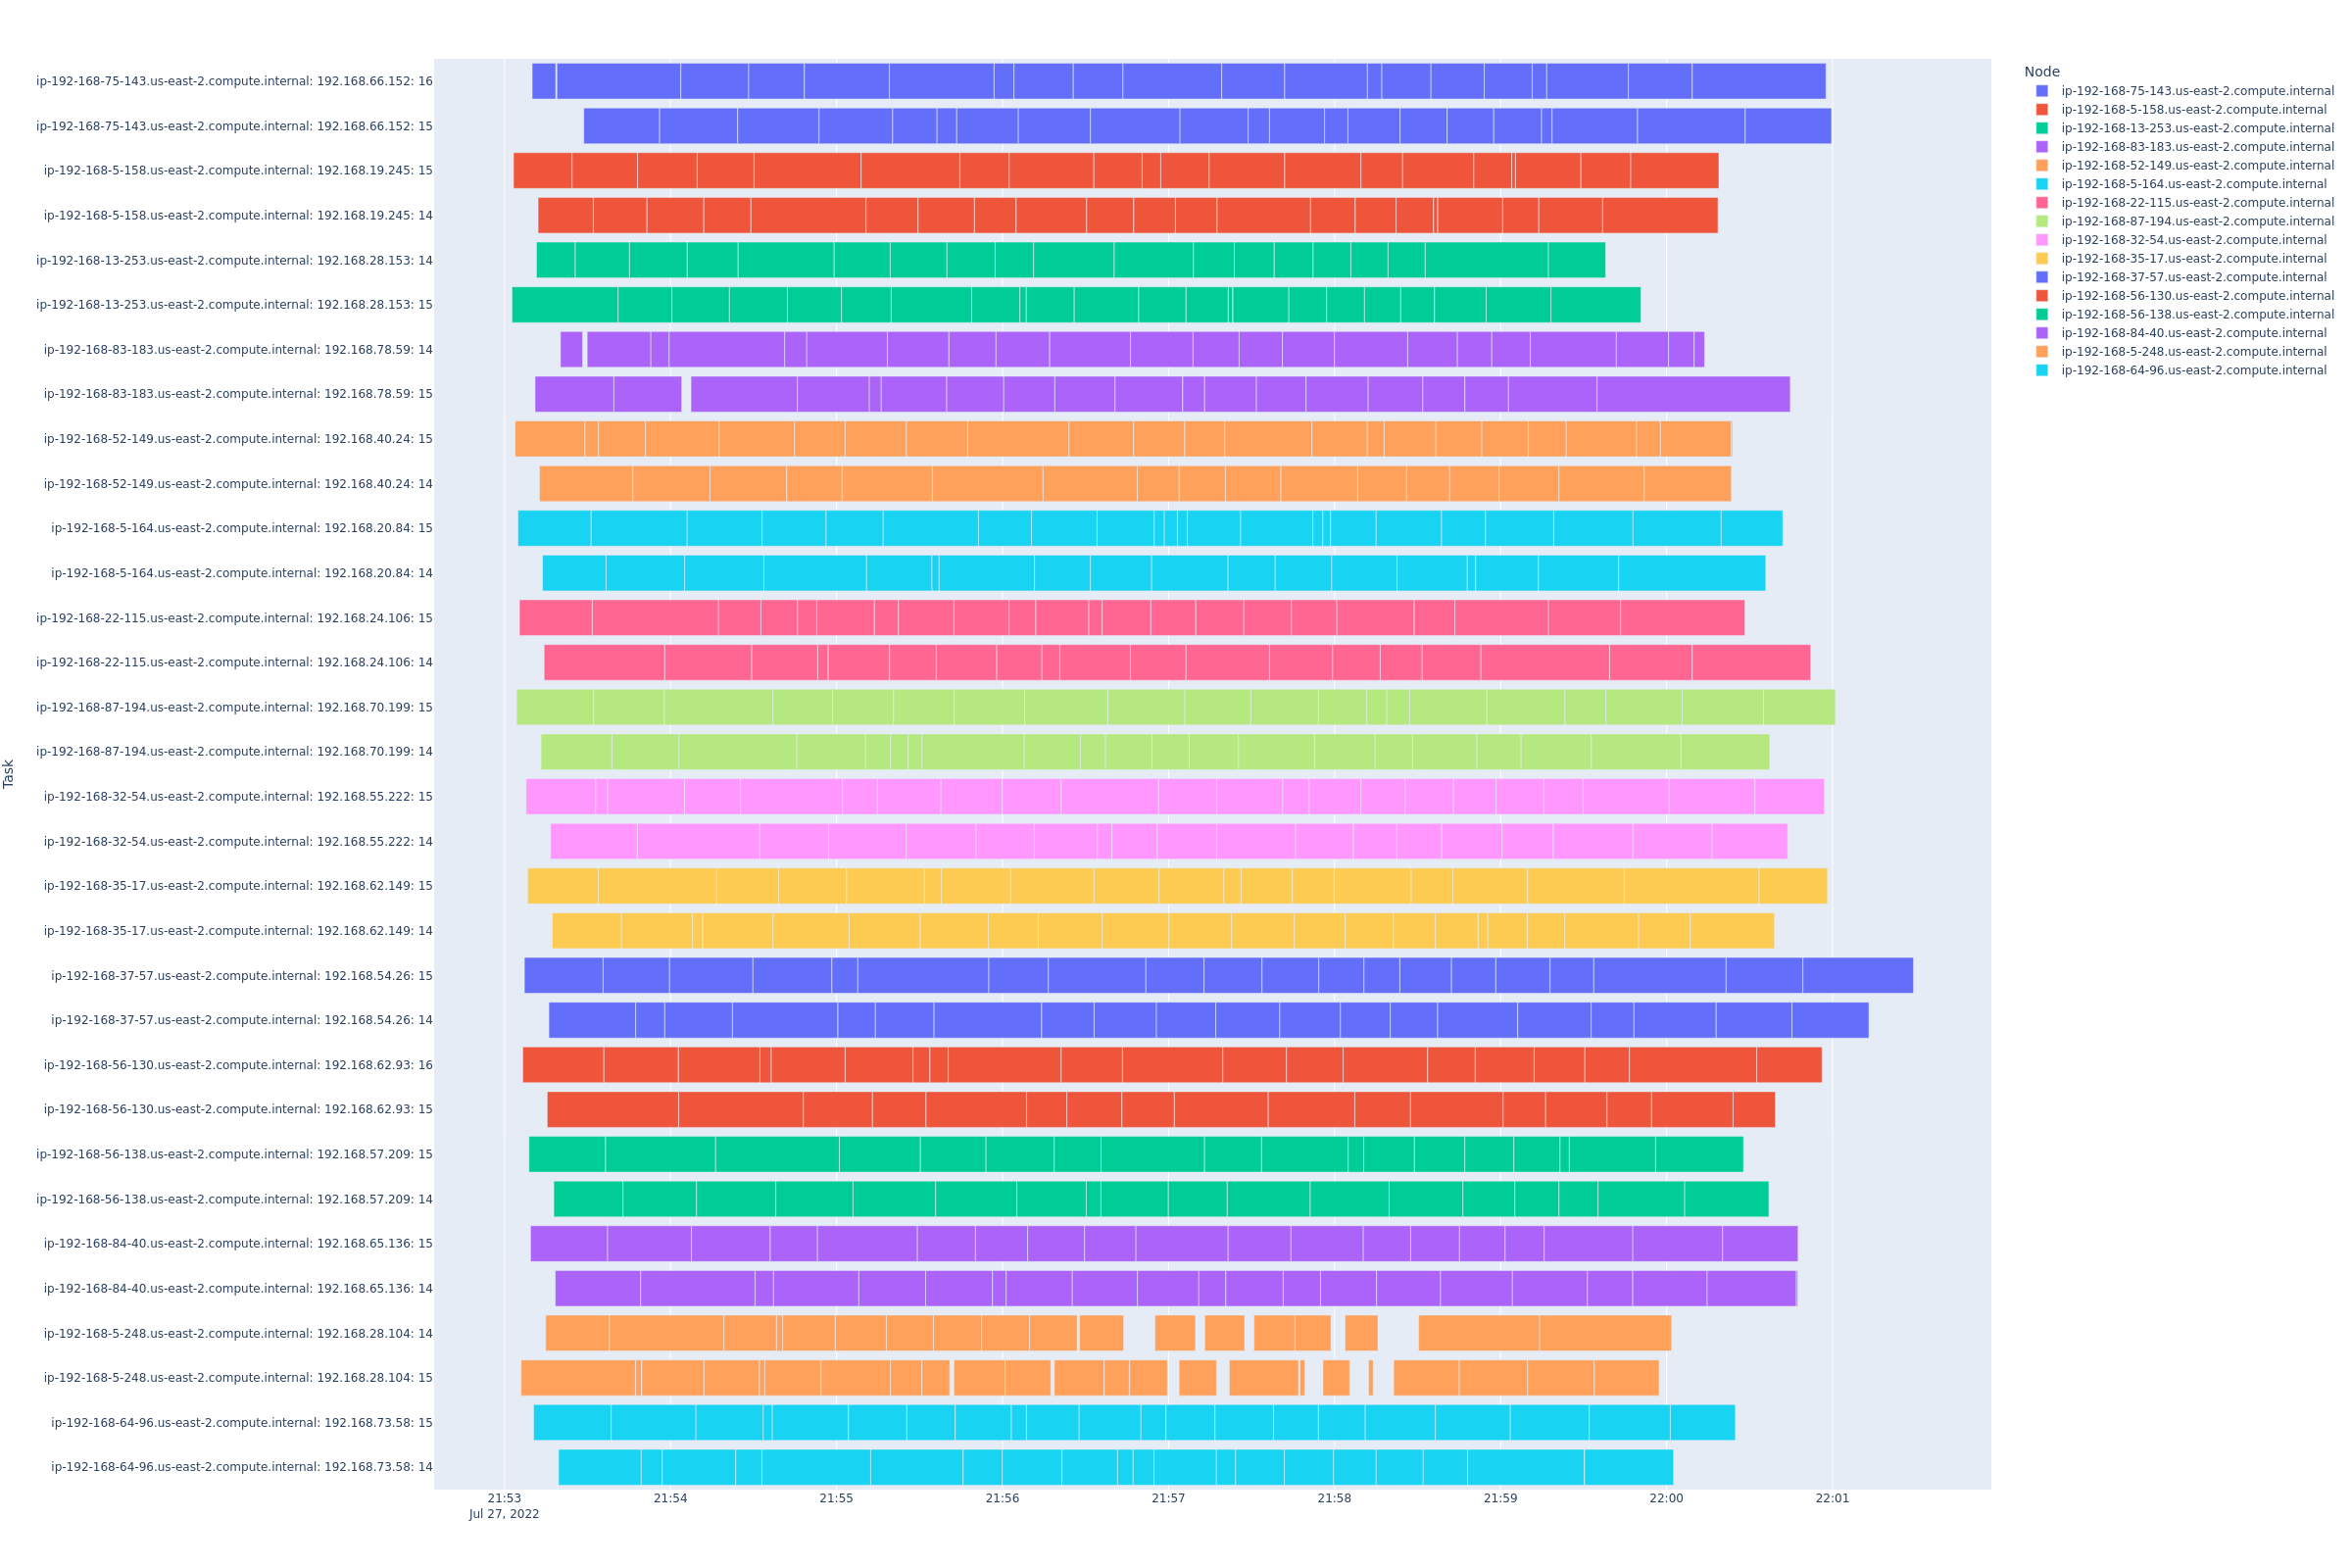 ip-192-168-75-143.us-east-2.compute.internal: 192.168.66.152: 16
ip-192-168-75-143.us-east-2.compute.internal: 192.168.66.152: 15
ip-192-168-5-158.us-east-2.compute.internal: 192.168.19.245: 15
ip-192-168-5-158.us-east-2.compute.internal: 192.168.19.245: 14
ip-192-168-13-253.us-east-2.compute.internal: 192.168.28.153: 14
ip-192-168-13-253.us-east-2.compute.internal: 192.168.28.153: 15
ip-192-168-83-183.us-east-2.compute.internal: 192.168.78.59: 14
ip-192-168-83-183.us-east-2.compute.internal: 192.168.78.59: 15
ip-192-168-52-149.us-east-2.compute.internal: 192.168.40.24: 15
ip-192-168-52-149.us-east-2.compute.internal: 192.168.40.24: 14
ip-192-168-5-164.us-east-2.compute.internal: 192.168.20.84: 15
ip-192-168-5-164.us-east-2.compute.internal: 192.168.20.84: 14
ip-192-168-22-115.us-east-2.compute.internal: 192.168.24.106: 15
ip-192-168-22-115.us-east-2.compute.internal: 192.168.24.106: 14
ip-192-168-87-194.us-east-2.compute.internal: 192.168.70.199: 15
ip-192-168-87-194.us-east-2.compute.internal: 192.168.70.199: 14
ip-192-168-32-54.us-east-2.compute.internal: 192.168.55.222: 15
ip-192-168-32-54.us-east-2.compute.internal: 192.168.55.222: 14
ip-192-168-35-17.us-east-2.compute.internal: 192.168.62.149: 15
ip-192-168-35-17.us-east-2.compute.internal: 192.168.62.149: 14
ip-192-168-37-57.us-east-2.compute.internal: 192.168.54.26: 15
ip-192-168-37-57.us-east-2.compute.internal: 192.168.54.26: 14
ip-192-168-56-130.us-east-2.compute.internal: 192.168.62.93: 16
ip-192-168-56-130.us-east-2.compute.internal: 192.168.62.93: 15
ip-192-168-56-138.us-east-2.compute.internal: 192.168.57.209: 15
ip-192-168-56-138.us-east-2.compute.internal: 192.168.57.209: 14
ip-192-168-84-40.us-east-2.compute.internal: 192.168.65.136: 15
ip-192-168-84-40.us-east-2.compute.internal: 192.168.65.136: 14
ip-192-168-5-248.us-east-2.compute.internal: 192.168.28.104: 14
ip-192-168-5-248.us-east-2.compute.internal: 192.168.28.104: 15
ip-192-168-64-96.us-east-2.compute.internal: 192.168.73.58: 15
ip-192-168-64-96.us-east-2.compute.internal: 192.168.73.58: 14
Task
21:53 21:54 21:55 21:56 21:57 21:58 21:59 22:00 22:01
Jul 27, 2022
Node
ip-192-168-75-143.us-east-2.compute.internal
ip-192-168-5-158.us-east-2.compute.internal
ip-192-168-13-253.us-east-2.compute.internal
ip-192-168-83-183.us-east-2.compute.internal
ip-192-168-52-149.us-east-2.compute.internal
ip-192-168-5-164.us-east-2.compute.internal
ip-192-168-22-115.us-east-2.compute.internal
ip-192-168-87-194.us-east-2.compute.internal
ip-192-168-32-54.us-east-2.compute.internal
ip-192-168-35-17.us-east-2.compute.internal
ip-192-168-37-57.us-east-2.compute.internal
ip-192-168-56-130.us-east-2.compute.internal
ip-192-168-56-138.us-east-2.compute.internal
ip-192-168-84-40.us-east-2.compute.internal
ip-192-168-5-248.us-east-2.compute.internal
ip-192-168-64-96.us-east-2.compute.internal